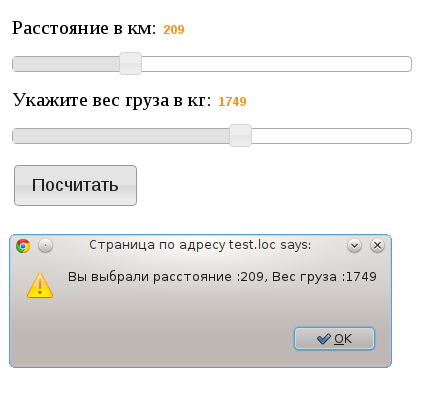 Расстояние в км: 209
Укажите вес груза в кг: 1749
Посчитать
Страница по адресу test.loc says:
Вы выбрали расстояние :209, Вес груза :1749
OK